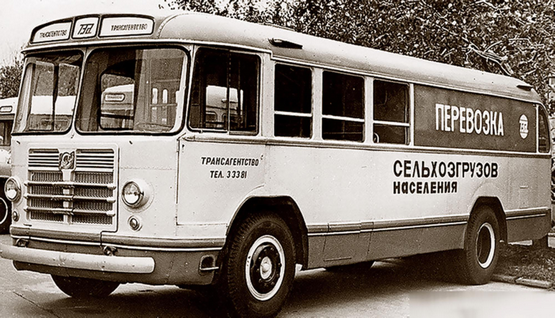 ТРАНСАГЕНТСТВО
ТРАНСАГЕНТСТВО
ПЕРЕВОЗКА
СЕЛЬХОЗГРУЗОВ
НАСЕЛЕНИЯ
ТРАНСАГЕНТСТВО
ТЕЛ. 3 33 81